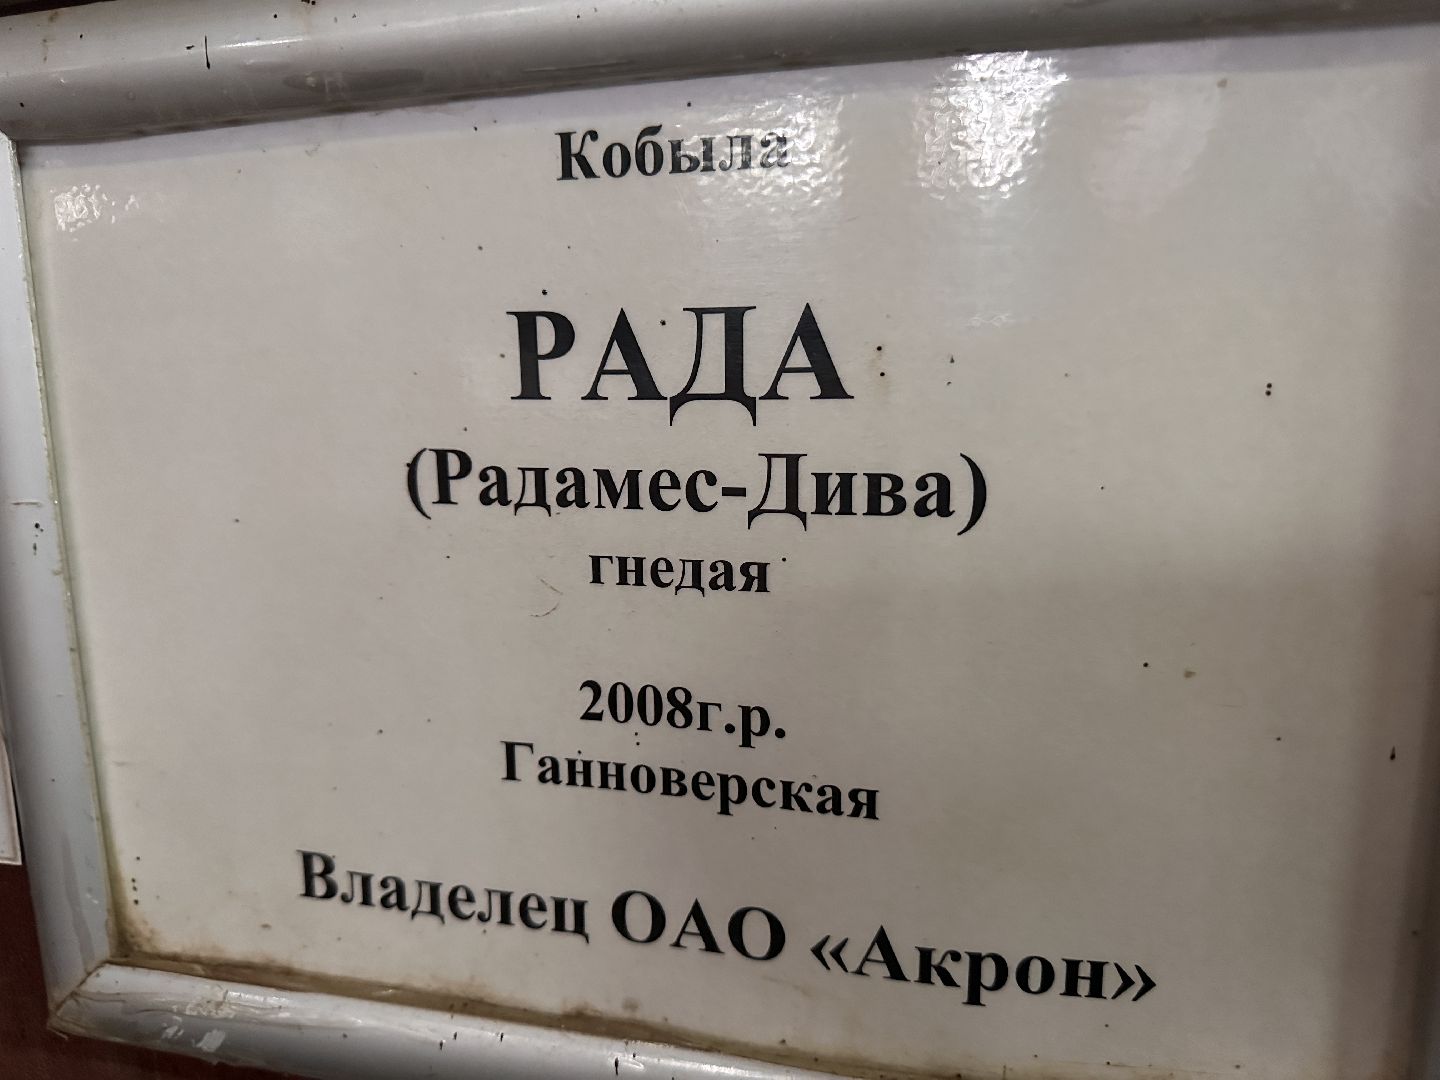 Кобыла
РАДА
(Радамес-Дива)
гнедая
2008г.р.
Ганноверская
Владелец ОАО «Акрон»